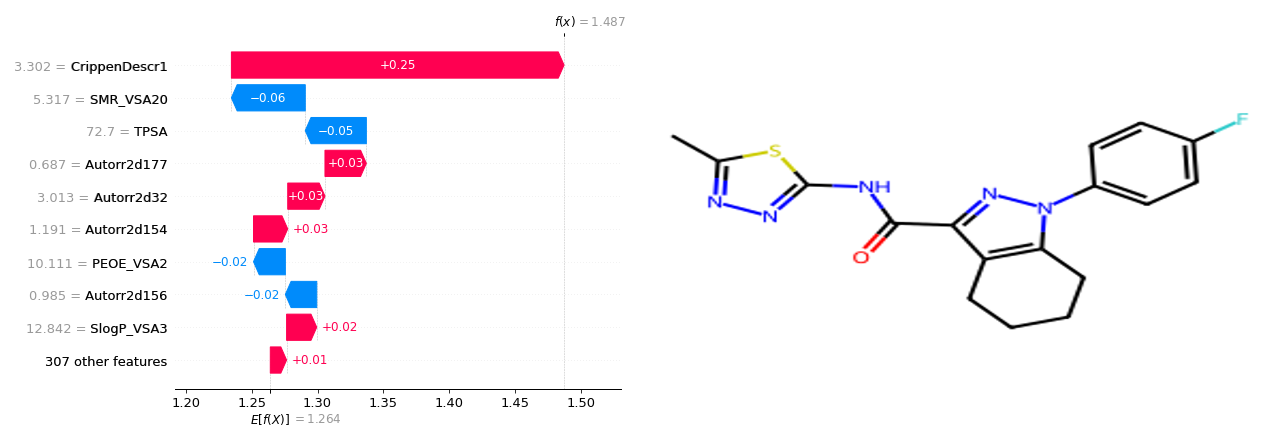 f(x) = 1.487
3.302 = CrippenDescr1
+0.25
5.317 = SMR_VSA20
−0.06
72.7 = TPSA
−0.05
0.687 = Autorr2d177
+0.03
3.013 = Autorr2d32
+0.03
1.191 = Autorr2d154
+0.03
10.111 = PEOE_VSA2
−0.02
0.985 = Autorr2d156
−0.02
12.842 = SlogP_VSA3
+0.02
307 other features
+0.01
1.20 1.25 1.30 1.35 1.40 1.45 1.50
E[f(X)] = 1.264
F
S
NH
N
N
N
N
O